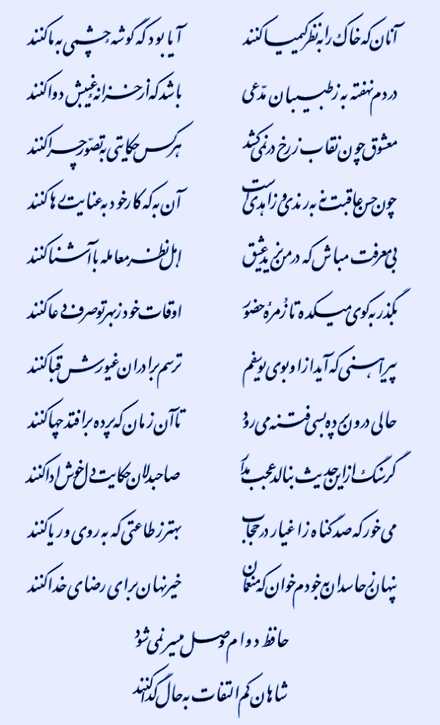 آنان که خاک را به نظر کیمیا کنند آیا بود که گوشه چشمی به ما کنند
دردم نهفته به ز طبیبان مدّعی باشد که از خزانه غیبش دوا کنند
معشوق چون نقاب ز رخ در نمی‌کشد هر کس حکایتی به تصوّر چرا کنند
چون حسن عاقبت نه به رندی و زاهدی است آن به که کار خود به عنایت رها کنند
بی معرفت مباش که در من یزید عشق اهل نظر معامله با آشنا کنند
بگذر به کوی میکده تا زمره حضور اوقات خود ز بهر تو صرف دعا کنند
پیراهنی که آید از او بوی یوسفم ترسم برادران غیورش قبا کنند
حالی درون پرده بسی فتنه می‌رود تا آن زمان که پرده برافتد چها کنند
گر سنگ از این حدیث بنالد عجب مدار صاحبدلان حکایت دل خوش ادا کنند
می خور که صد گناه ز اغیار در حجاب بهتر ز طاعتی که به روی و ریا کنند
پنهان ز حاسدان به خودم خوان که منعمان خیر نهان برای رضای خدا کنند
حافظ دوام وصل میسر نمی‌شود
شاهان کم التفات به حال گدا کنند